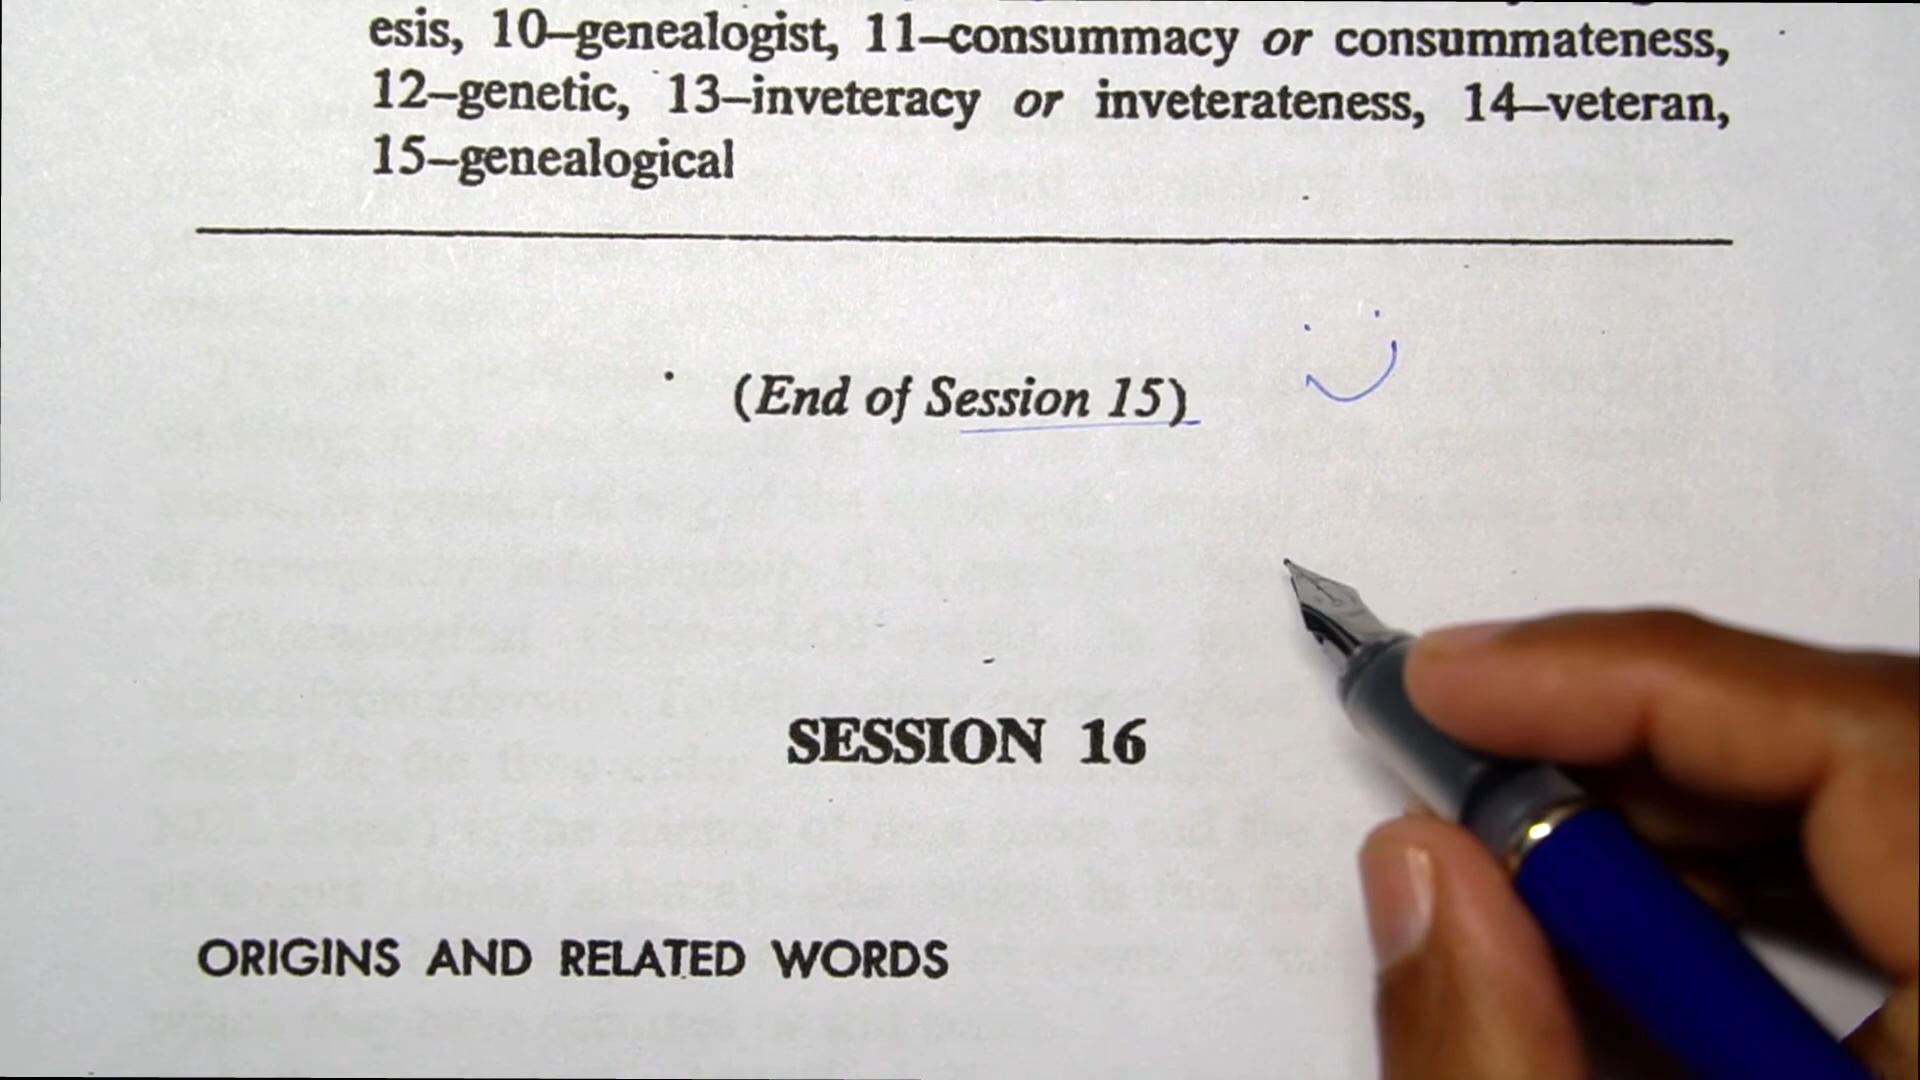 esis, 10–genealogist, 11–consummacy or consummateness,
12–genetic, 13–inveteracy or inveterateness, 14–veteran,
15–genealogical
(End of Session 15)
SESSION 16
ORIGINS AND RELATED WORDS